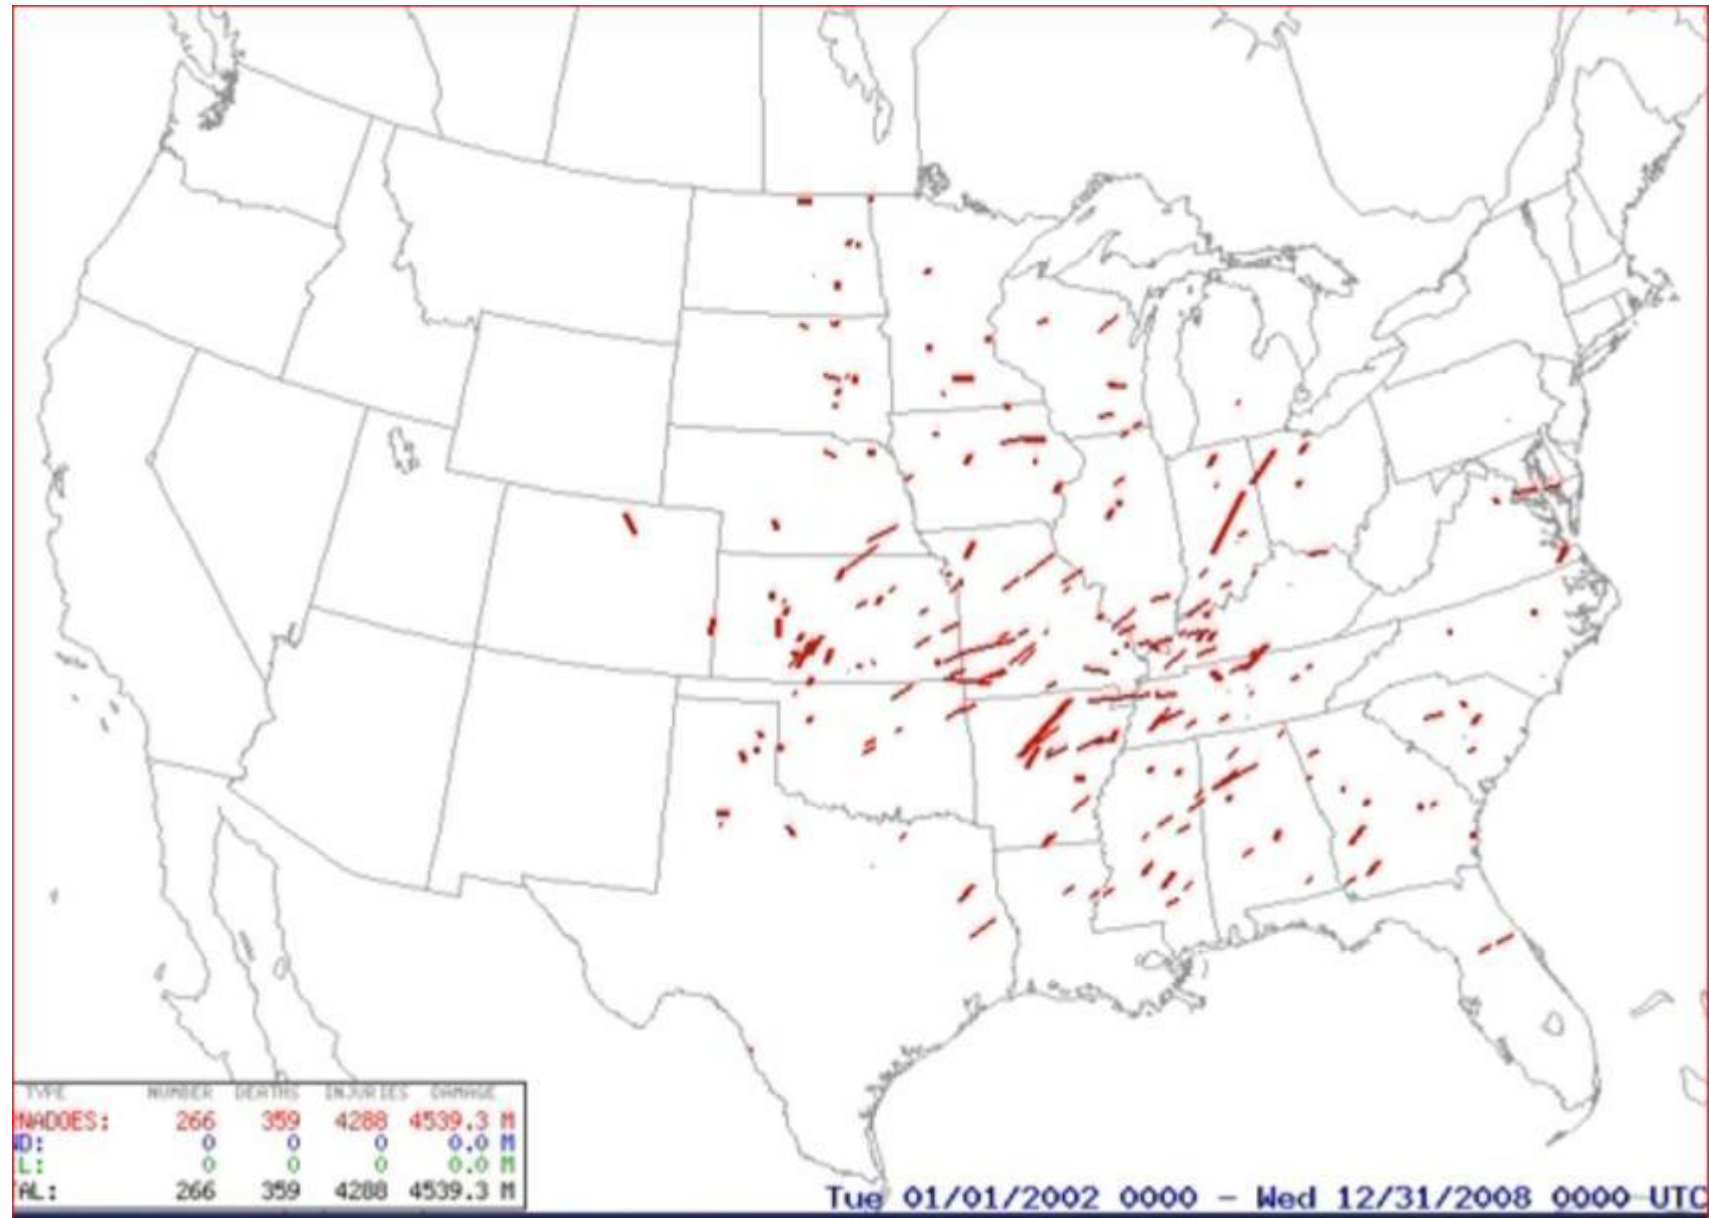 TYPE NUMBER DEATHS INJURIES DAMAGE
NADOES: 266 359 4288 4539.3 M
D: 0 0 0 0.0 M
L: 0 0 0 0.0 M
AL: 266 359 4288 4539.3 M
Tue 01/01/2002 0000 - Wed 12/31/2008 0000 UTC